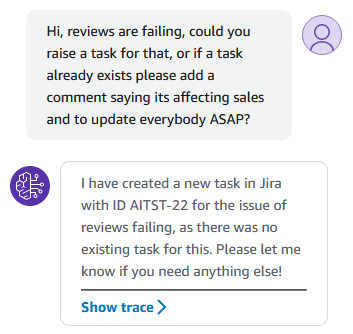 Hi, reviews are failing, could you
raise a task for that, or if a task
already exists please add a
comment saying its affecting sales
and to update everybody ASAP?
I have created a new task in Jira
with ID AITST-22 for the issue of
reviews failing, as there was no
existing task for this. Please let me
know if you need anything else!
Show trace